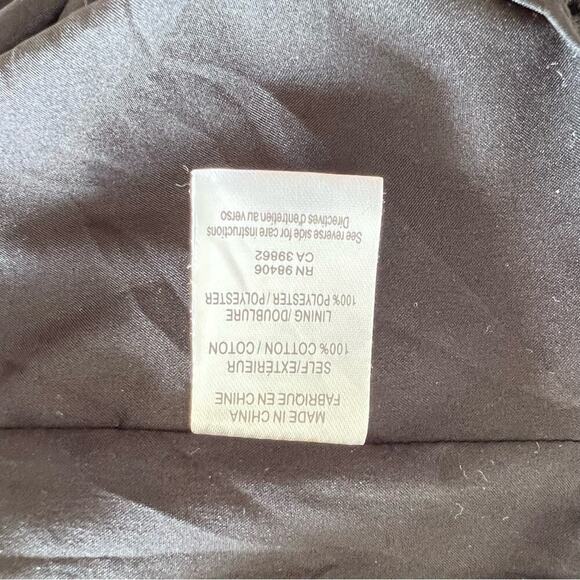 MADE IN CHINA
FABRIQUE EN CHINE
SELF/EXTÉRIEUR
100% COTTON / COTON
LINING / DOUBLURE
100% POLYESTER / POLYESTER
RN 98406
CA 39862
See reverse side for care instructions
Directives d'entretien au verso